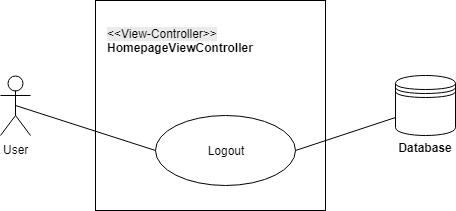 <<View-Controller>>
HomepageViewController
User
Logout
Database